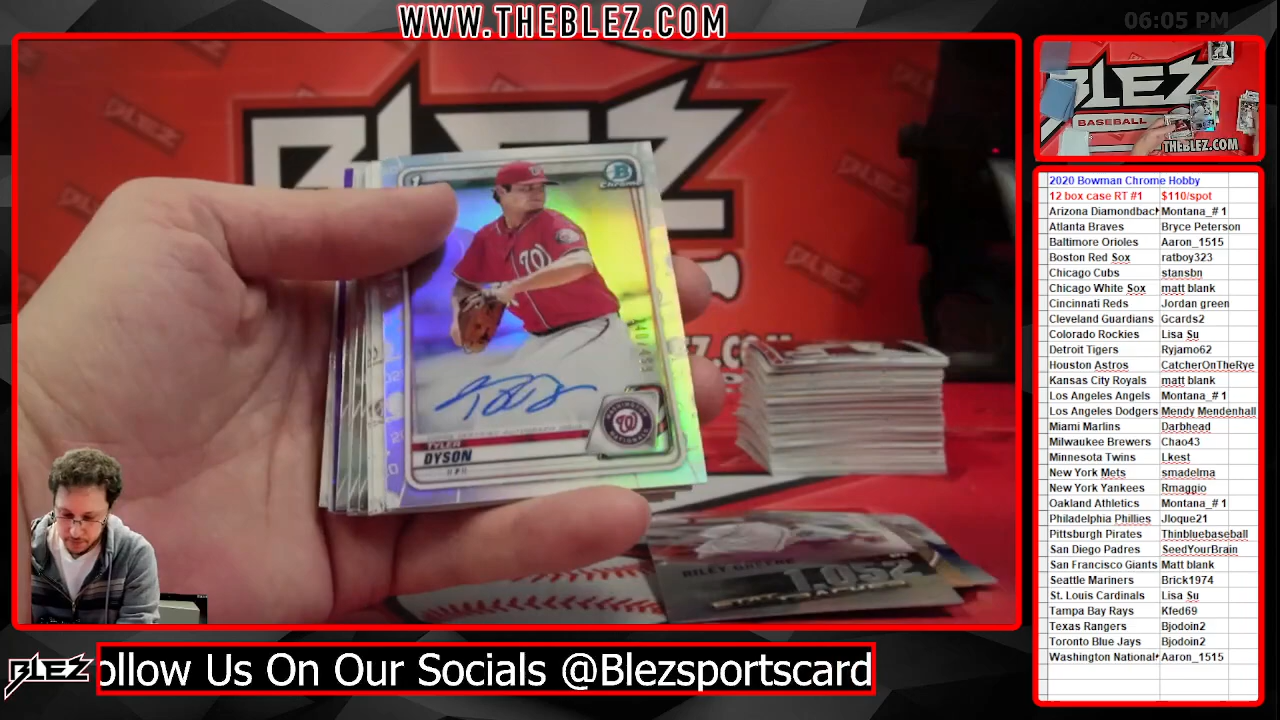 WWW.THEBLEZ.COM
06:05 PM
BLEZ
BLEZ
Chrome
W
TYLER
DYSON
RILEY GREENE
1.052
BLEZ
BASEBALL
THEBLEZ.COM
2020 Bowman Chrome Hobby
12 box case RT #1 $110/spot
Arizona Diamondback Montana_# 1
Atlanta Braves Bryce Peterson
Baltimore Orioles Aaron_1515
Boston Red Sox ratboy323
Chicago Cubs stansbn
Chicago White Sox matt blank
Cincinnati Reds Jordan green
Cleveland Guardians Gcards2
Colorado Rockies Lisa Su
Detroit Tigers Ryjamo62
Houston Astros CatcherOnTheRye
Kansas City Royals matt blank
Los Angeles Angels Montana_# 1
Los Angeles Dodgers Mendy Mendenhall
Miami Marlins Darbhead
Milwaukee Brewers Chao43
Minnesota Twins Lkest
New York Mets smadelma
New York Yankees Rmaggio
Oakland Athletics Montana_# 1
Philadelphia Phillies Jloque21
Pittsburgh Pirates Thinbluebaseball
San Diego Padres SeedYourBrain
San Francisco Giants Matt blank
Seattle Mariners Brick1974
St. Louis Cardinals Lisa Su
Tampa Bay Rays Kfed69
Texas Rangers Bjodoin2
Toronto Blue Jays Bjodoin2
Washington National Aaron_1515
BLEZ
ollow Us On Our Socials @Blezsportscard